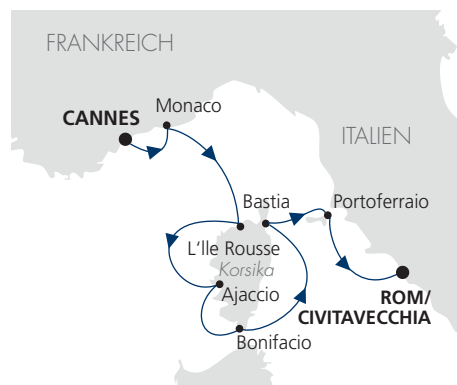 FRANKREICH
Monaco
CANNES
ITALIEN
Bastia
Portoferraio
L'Ile Rousse
Korsika
Ajaccio
ROM/
CIVITAVECCHIA
Bonifacio